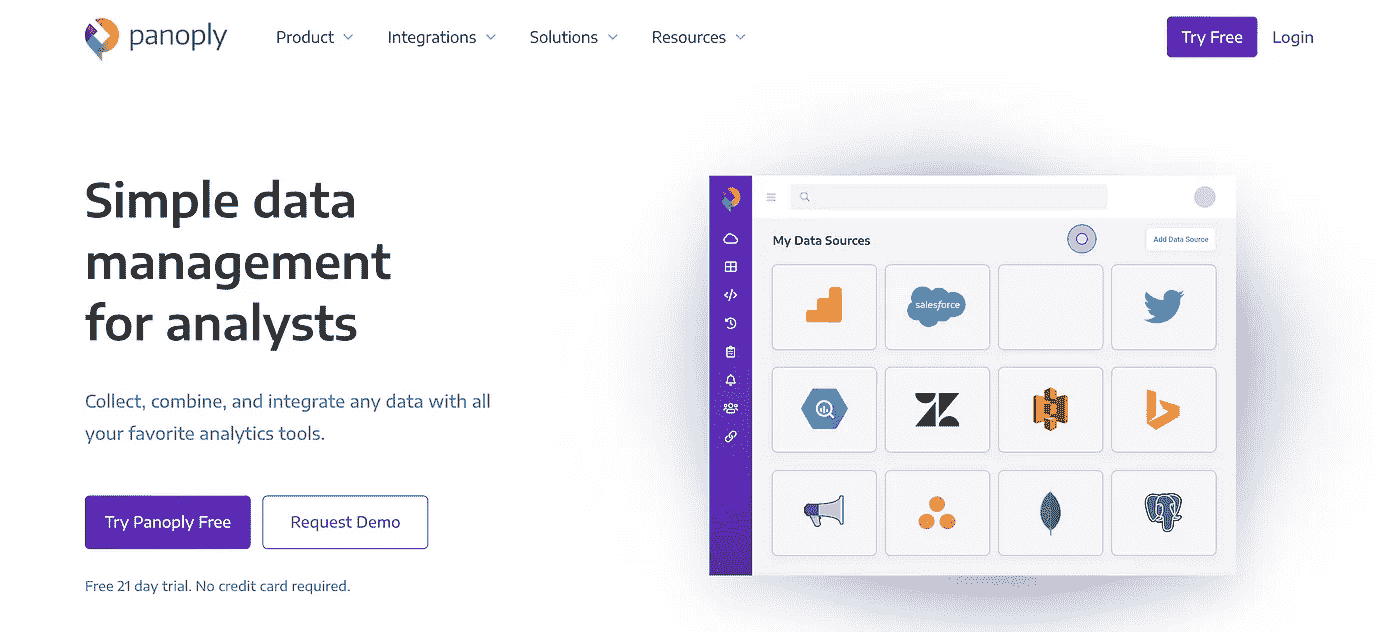 panoply
Product
Integrations
Solutions
Resources
Try Free
Login
Simple data
management
for analysts
Collect, combine, and integrate any data with all
your favorite analytics tools.
Try Panoply Free
Request Demo
Free 21 day trial. No credit card required.
My Data Sources
Add Data Source
salesforce